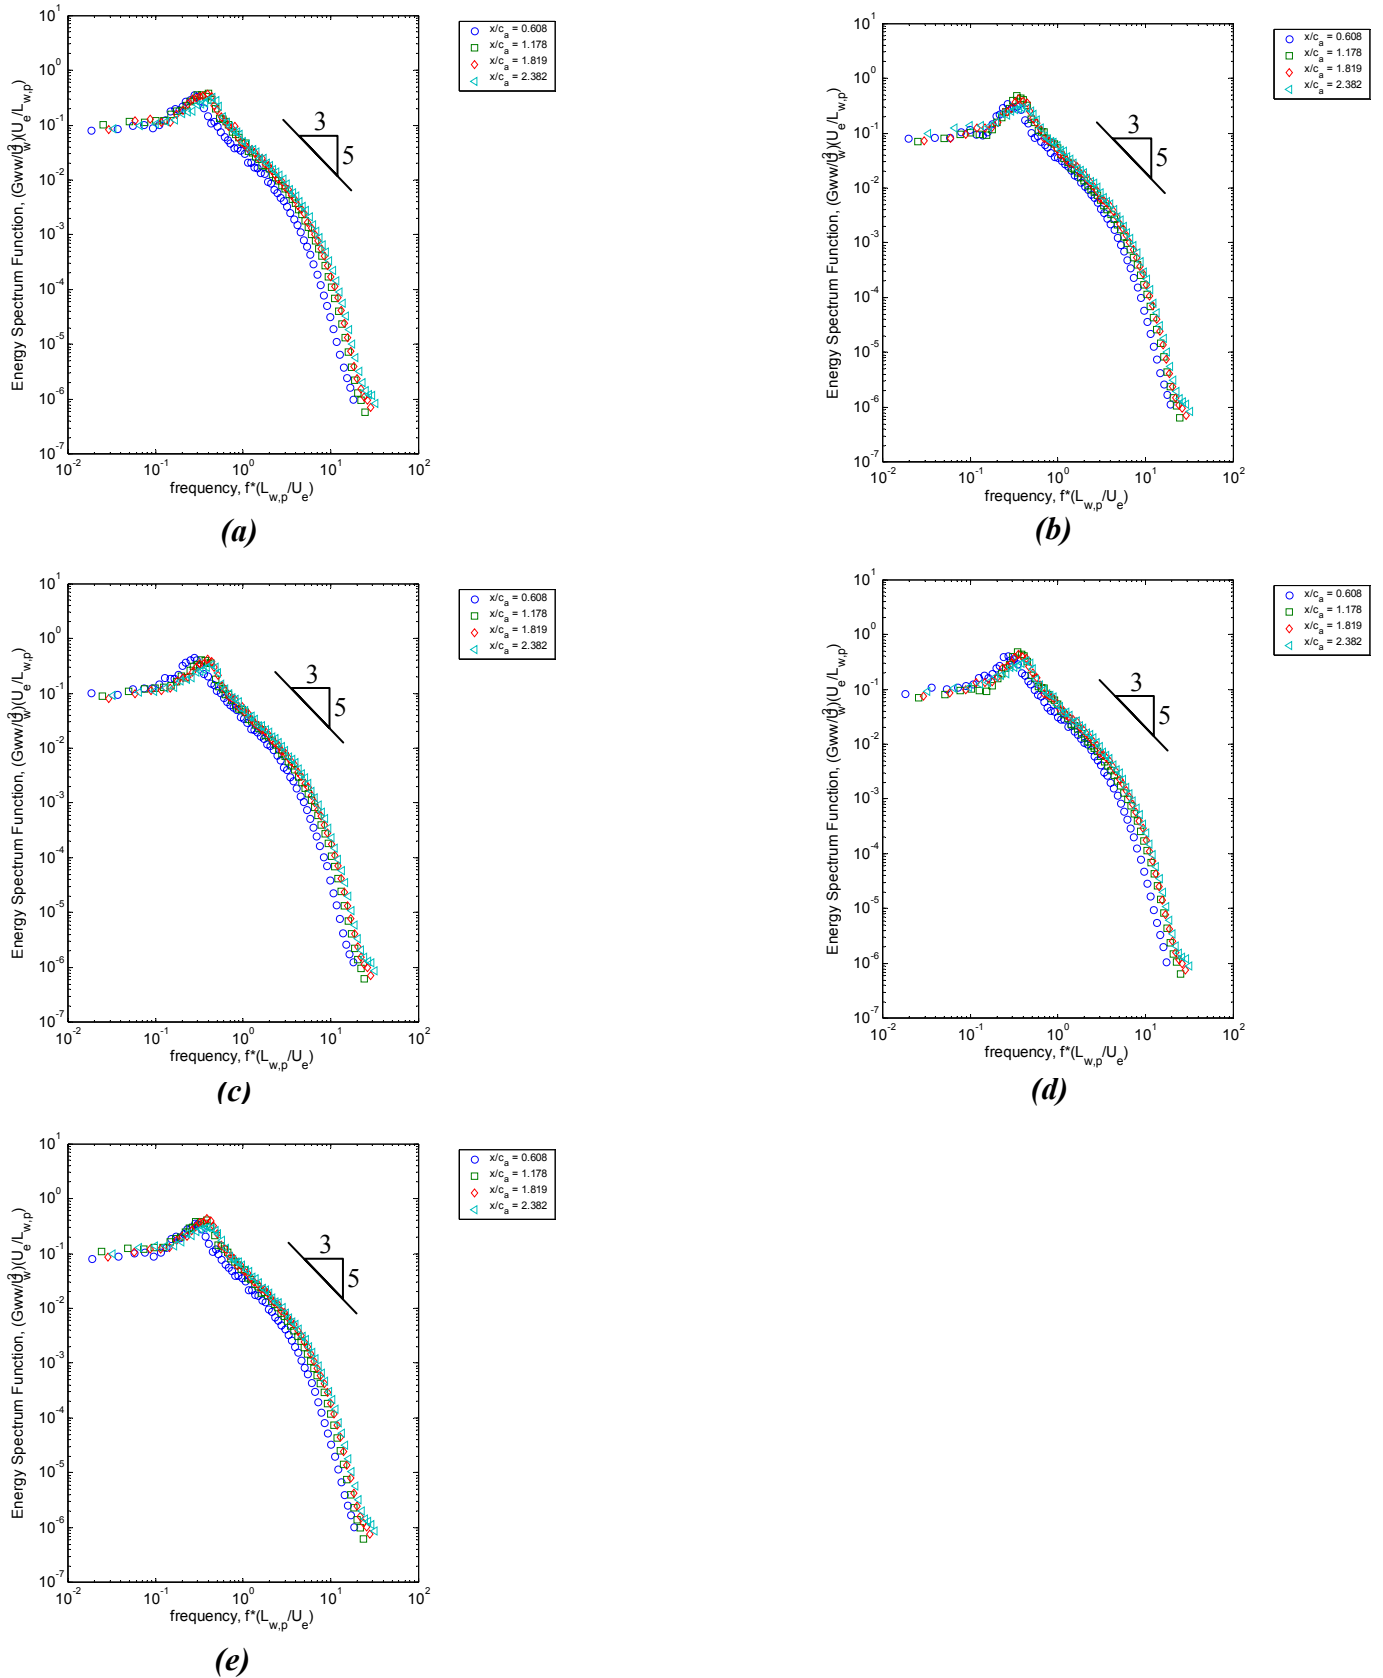 10^1
10^0
10^-1
10^-2
10^-3
10^-4
10^-5
10^-6
10^-7
10^-2 10^-1 10^0 10^1 10^2
Energy Spectrum Function, (Gww/U_w^2)(U_e/L_w,p)
frequency, f*(L_w,p/U_e)
3
5
x/c_a = 0.608
x/c_a = 1.178
x/c_a = 1.819
x/c_a = 2.382
(a)
10^1
10^0
10^-1
10^-2
10^-3
10^-4
10^-5
10^-6
10^-7
10^-2 10^-1 10^0 10^1 10^2
Energy Spectrum Function, (Gww/U_w^2)(U_e/L_w,p)
frequency, f*(L_w,p/U_e)
3
5
x/c_a = 0.608
x/c_a = 1.178
x/c_a = 1.819
x/c_a = 2.382
(b)
10^1
10^0
10^-1
10^-2
10^-3
10^-4
10^-5
10^-6
10^-7
10^-2 10^-1 10^0 10^1 10^2
Energy Spectrum Function, (Gww/U_w^2)(U_e/L_w,p)
frequency, f*(L_w,p/U_e)
3
5
x/c_a = 0.608
x/c_a = 1.178
x/c_a = 1.819
x/c_a = 2.382
(c)
10^1
10^0
10^-1
10^-2
10^-3
10^-4
10^-5
10^-6
10^-7
10^-2 10^-1 10^0 10^1 10^2
Energy Spectrum Function, (Gww/U_w^2)(U_e/L_w,p)
frequency, f*(L_w,p/U_e)
3
5
x/c_a = 0.608
x/c_a = 1.178
x/c_a = 1.819
x/c_a = 2.382
(d)
10^1
10^0
10^-1
10^-2
10^-3
10^-4
10^-5
10^-6
10^-7
10^-2 10^-1 10^0 10^1 10^2
Energy Spectrum Function, (Gww/U_w^2)(U_e/L_w,p)
frequency, f*(L_w,p/U_e)
3
5
x/c_a = 0.608
x/c_a = 1.178
x/c_a = 1.819
x/c_a = 2.382
(e)